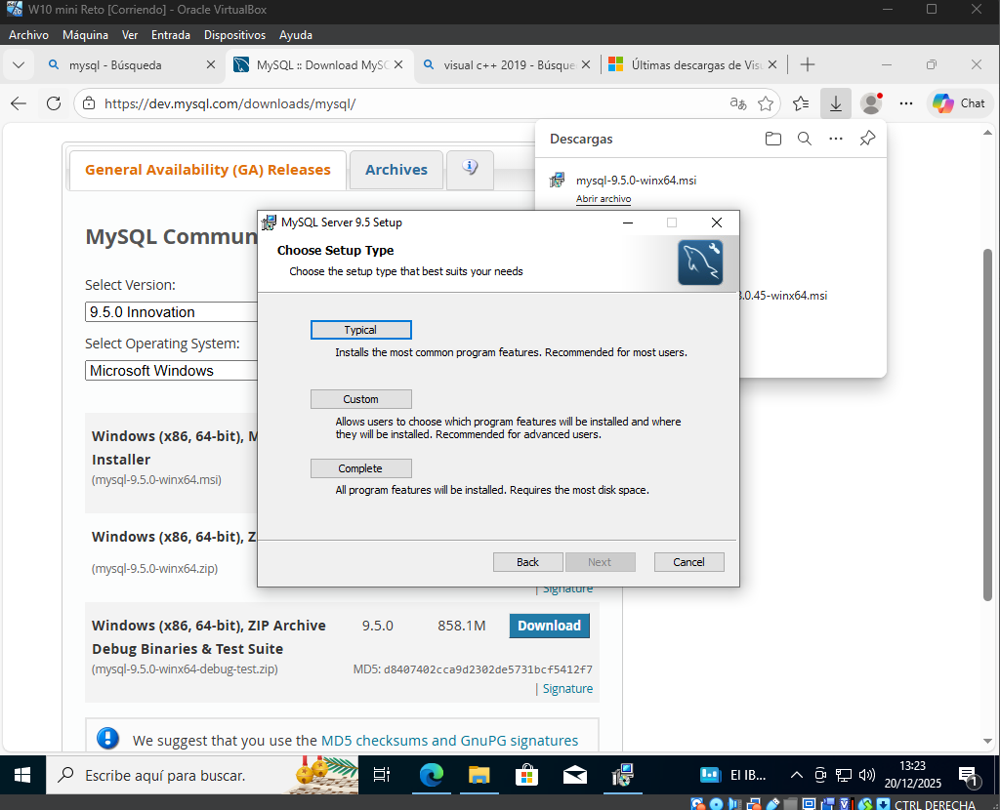 W10 mini Reto [Corriendo] - Oracle VirtualBox
Archivo Máquina Ver Entrada Dispositivos Ayuda
mysql - Búsqueda
MySQL :: Download MySC
visual c++ 2019 - Búsque
Últimas descargas de Visu
https://dev.mysql.com/downloads/mysql/
Chat
Descargas
mysql-9.5.0-winx64.msi
Abrir archivo
3.0.45-winx64.msi
General Availability (GA) Releases
Archives
MySQL Commun
Select Version:
9.5.0 Innovation
Select Operating System:
Microsoft Windows
Windows (x86, 64-bit), M
Installer
(mysql-9.5.0-winx64.msi)
Windows (x86, 64-bit), Z
(mysql-9.5.0-winx64.zip)
| Signature
Windows (x86, 64-bit), ZIP Archive
Debug Binaries & Test Suite
9.5.0
858.1M
Download
(mysql-9.5.0-winx64-debug-test.zip)
MD5: d8407402cca9d2302de5731bcf5412f7
| Signature
We suggest that you use the MD5 checksums and GnuPG signatures
MySQL Server 9.5 Setup
Choose Setup Type
Choose the setup type that best suits your needs
Typical
Installs the most common program features. Recommended for most users.
Custom
Allows users to choose which program features will be installed and where
they will be installed. Recommended for advanced users.
Complete
All program features will be installed. Requires the most disk space.
Back
Next
Cancel
Escribe aquí para buscar.
El IB...
13:23
20/12/2025
1
CTRL DERECHA